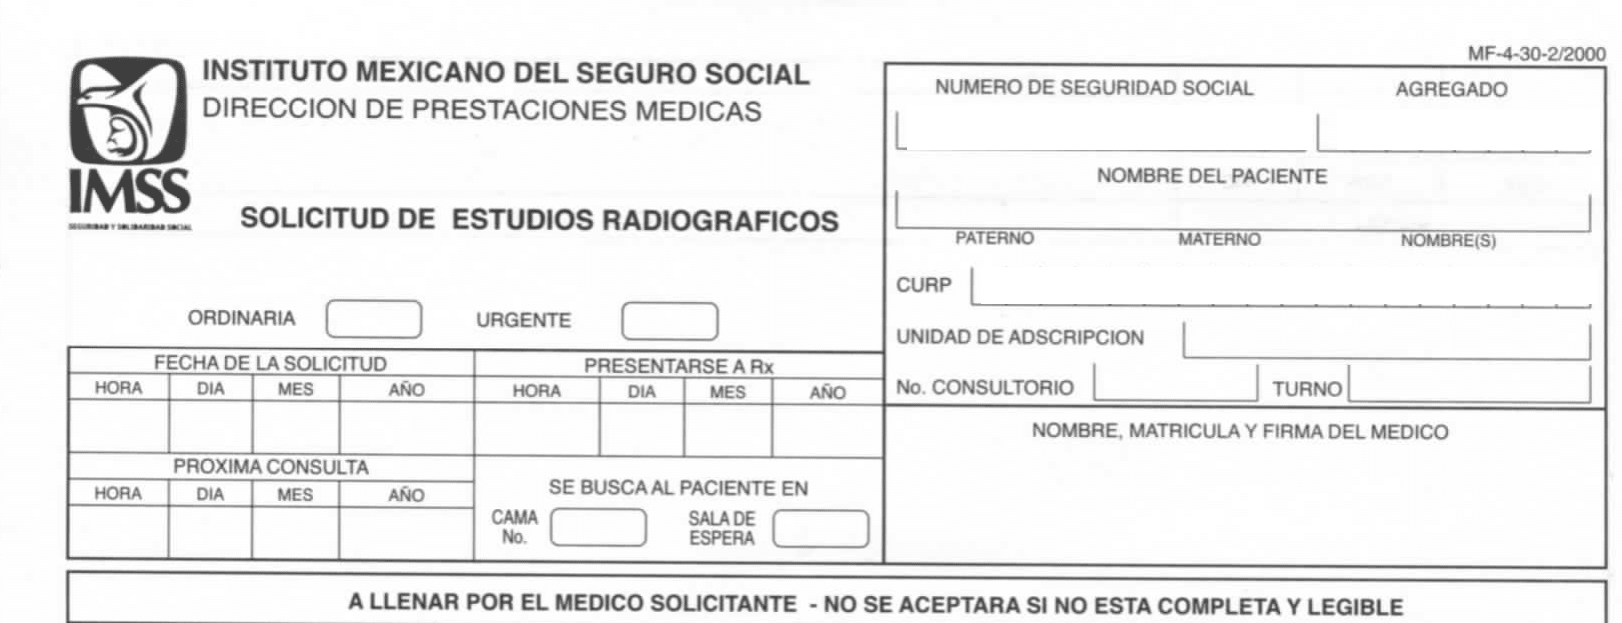 MF-4-30-2/2000
INSTITUTO MEXICANO DEL SEGURO SOCIAL
DIRECCION DE PRESTACIONES MEDICAS
IMSS
SEGURIDAD Y SOLIDARIDAD SOCIAL
SOLICITUD DE ESTUDIOS RADIOGRAFICOS
ORDINARIA URGENTE
FECHA DE LA SOLICITUD PRESENTARSE A Rx
HORA DIA MES AÑO HORA DIA MES AÑO
PROXIMA CONSULTA
HORA DIA MES AÑO
SE BUSCA AL PACIENTE EN
CAMA No. SALA DE ESPERA
NUMERO DE SEGURIDAD SOCIAL AGREGADO
NOMBRE DEL PACIENTE
PATERNO MATERNO NOMBRE(S)
CURP
UNIDAD DE ADSCRIPCION
No. CONSULTORIO TURNO
NOMBRE, MATRICULA Y FIRMA DEL MEDICO
A LLENAR POR EL MEDICO SOLICITANTE - NO SE ACEPTARA SI NO ESTA COMPLETA Y LEGIBLE